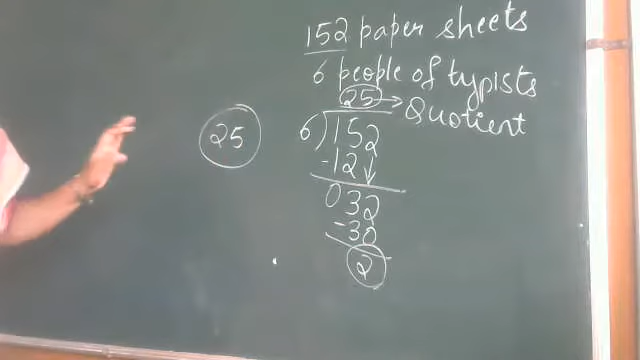 152 paper sheets
6 people of typists
25 → Quotient
25
6)152
-12↓
032
-30
2